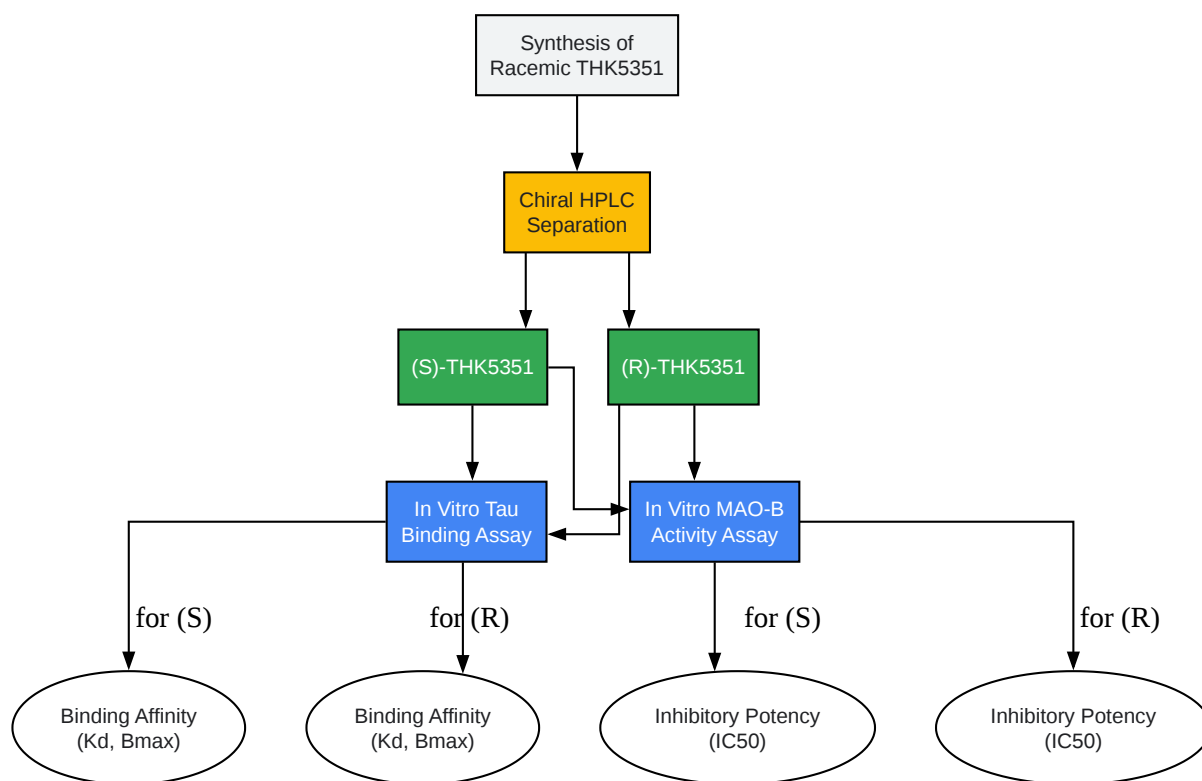 Synthesis of
Racemic THK5351
Chiral HPLC
Separation
(S)-THK5351
(R)-THK5351
In Vitro Tau
Binding Assay
In Vitro MAO-B
Activity Assay
for (S)
for (R)
for (S)
for (R)
Binding Affinity
(Kd, Bmax)
Binding Affinity
(Kd, Bmax)
Inhibitory Potency
(IC50)
Inhibitory Potency
(IC50)